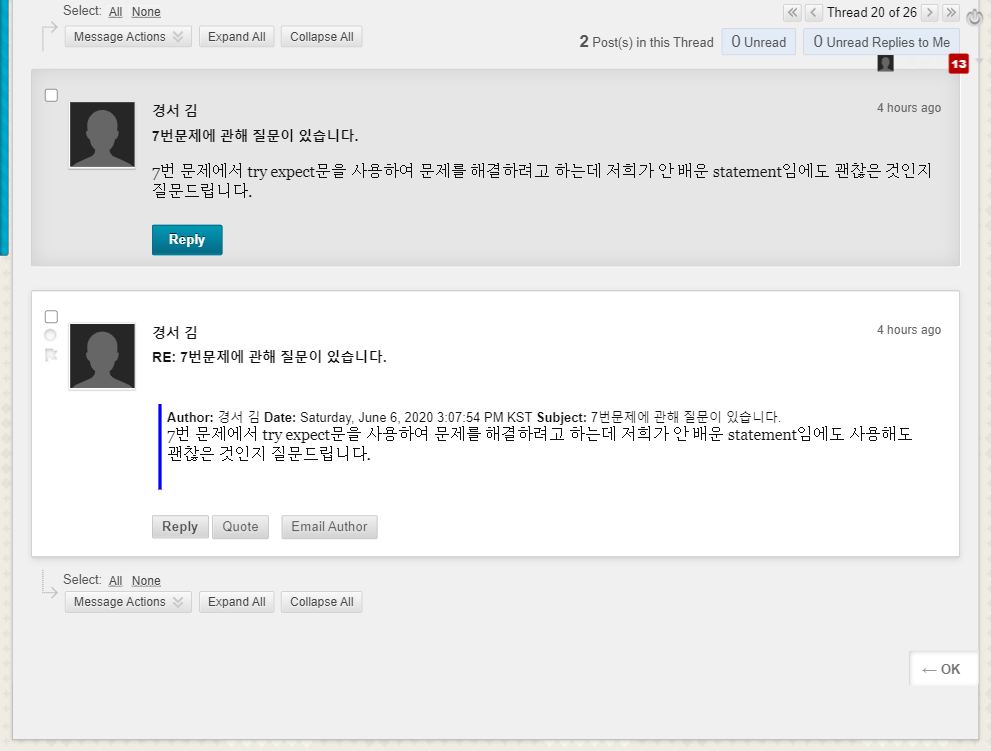 Select: All None
Thread 20 of 26
Message Actions Expand All Collapse All
2 Post(s) in this Thread 0 Unread 0 Unread Replies to Me
13
경서 김
4 hours ago
7번문제에 관해 질문이 있습니다.
7번 문제에서 try expect문을 사용하여 문제를 해결하려고 하는데 저희가 안 배운 statement임에도 괜찮은 것인지
질문드립니다.
Reply
경서 김
4 hours ago
RE: 7번문제에 관해 질문이 있습니다.
Author: 경서 김 Date: Saturday, June 6, 2020 3:07:54 PM KST Subject: 7번문제에 관해 질문이 있습니다.
7번 문제에서 try expect문을 사용하여 문제를 해결하려고 하는데 저희가 안 배운 statement임에도 사용해도
괜찮은 것인지 질문드립니다.
Reply Quote Email Author
Select: All None
Message Actions Expand All Collapse All
← OK